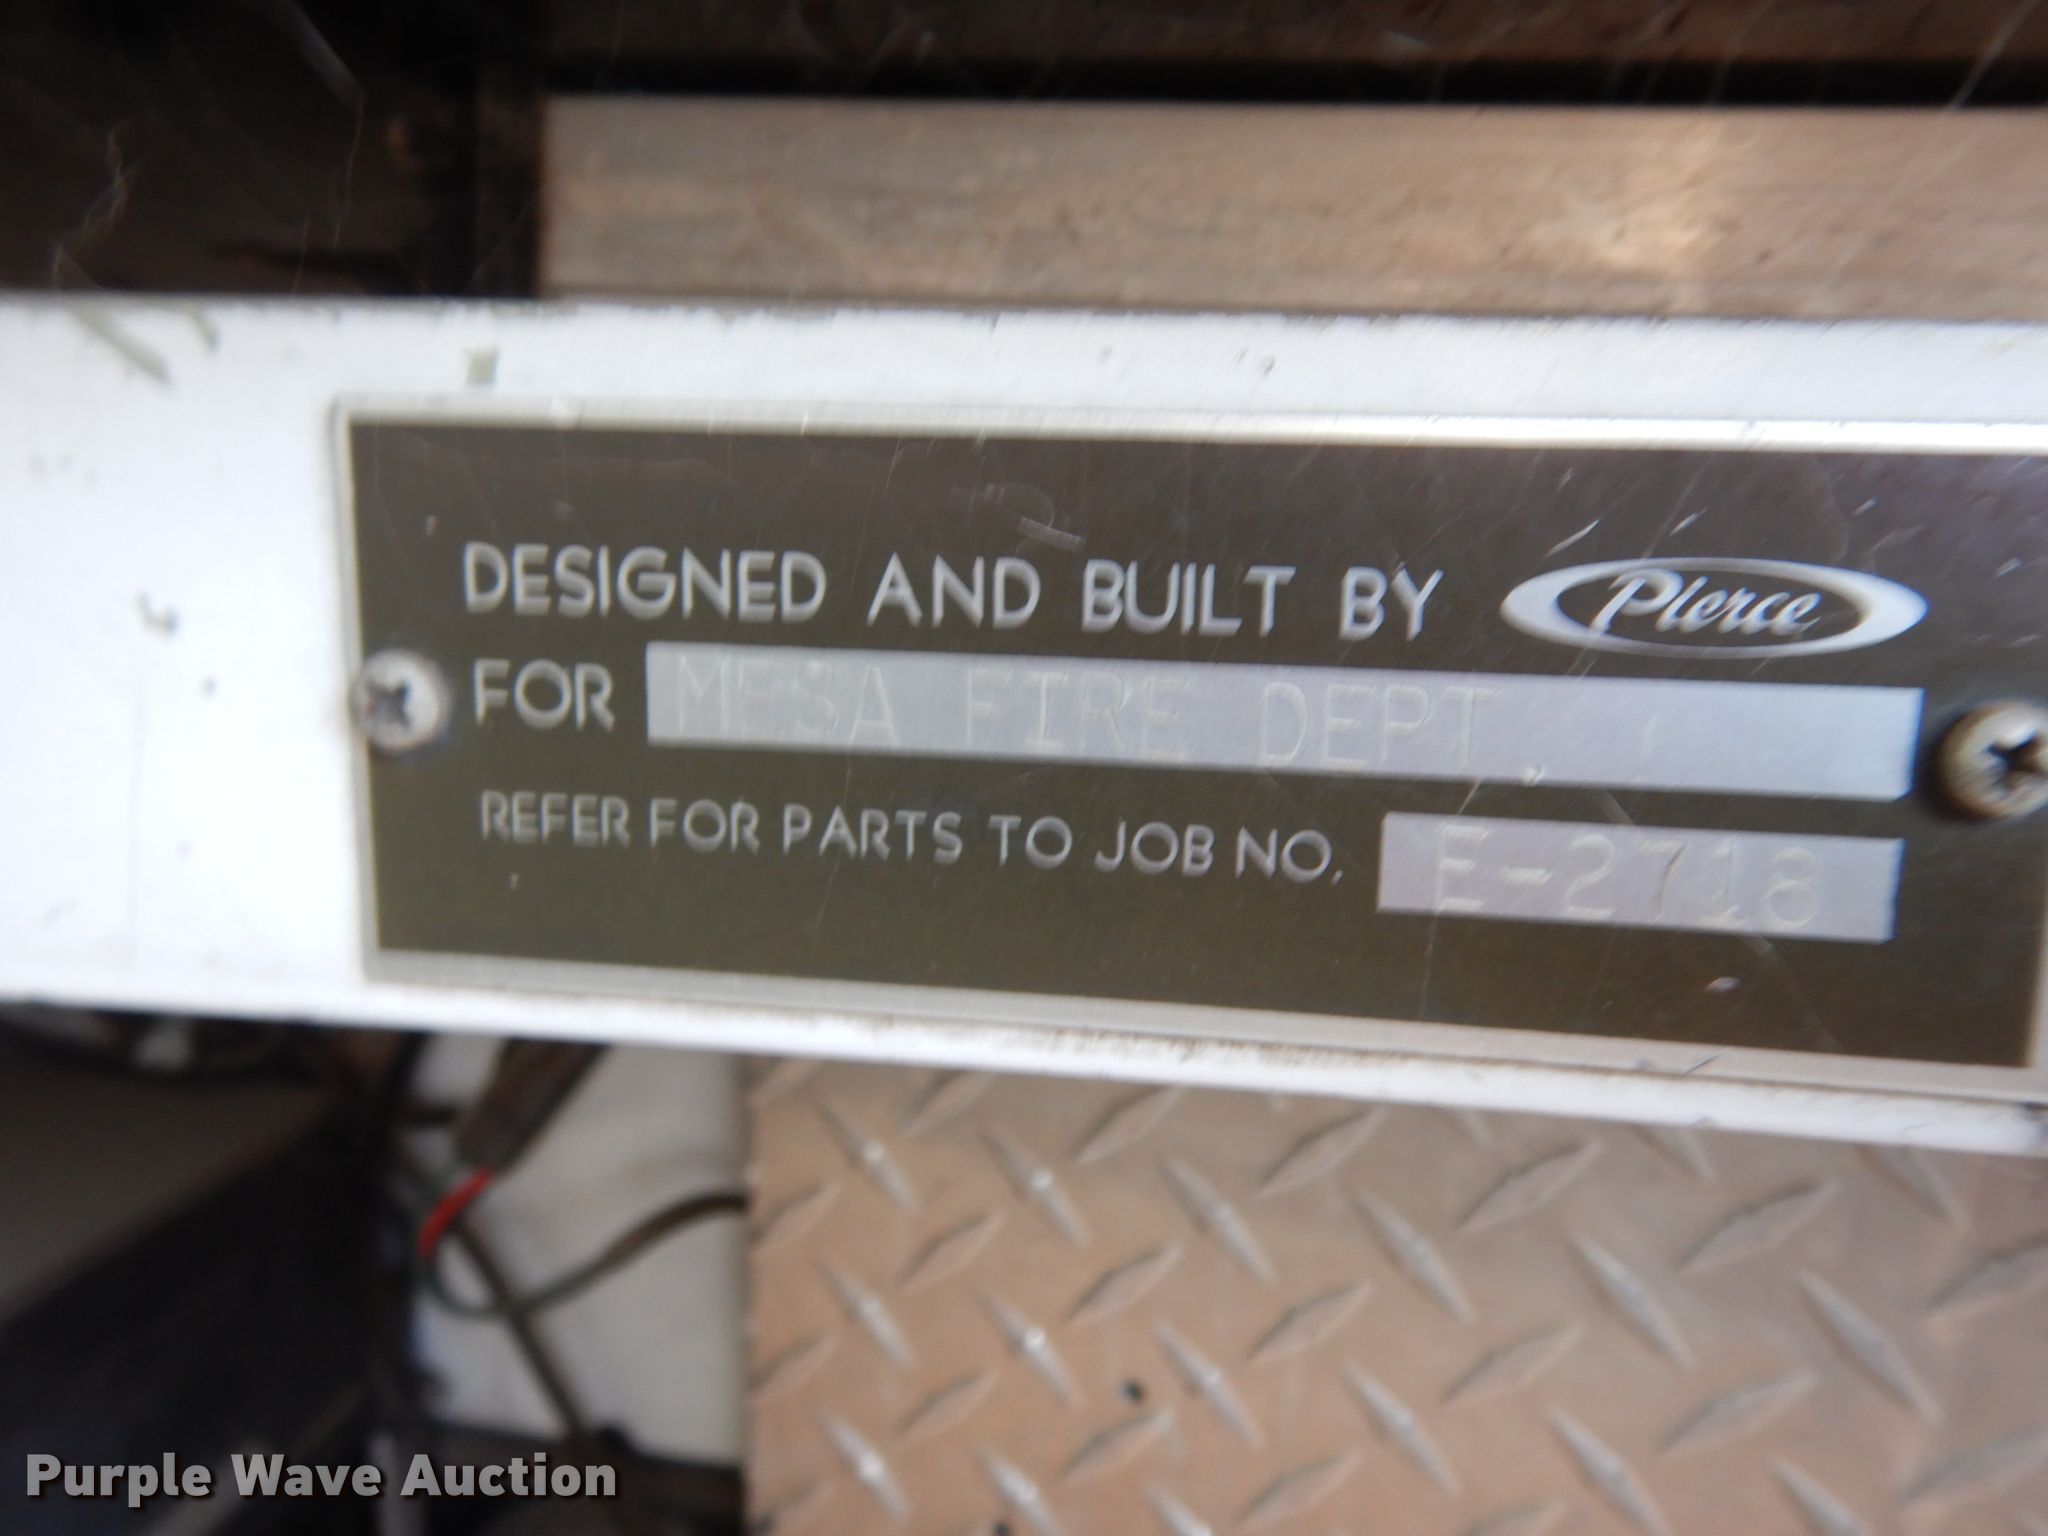 DESIGNED AND BUILT BY Pierce
FOR MESA FIRE DEPT.
REFER FOR PARTS TO JOB NO. E-2718
Purple Wave Auction